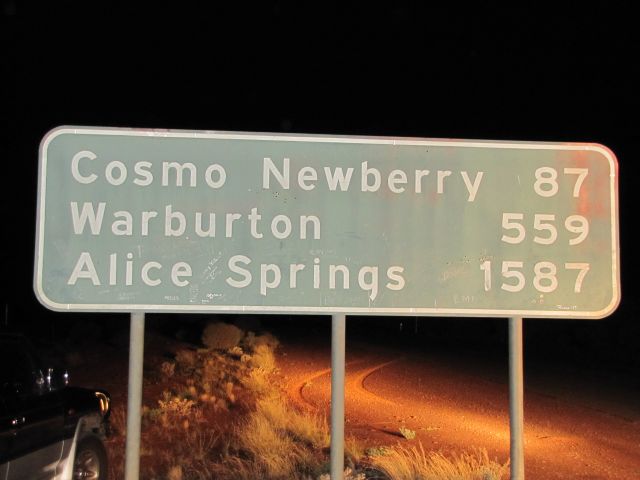 Cosmo Newberry 87
Warburton 559
Alice Springs 1587